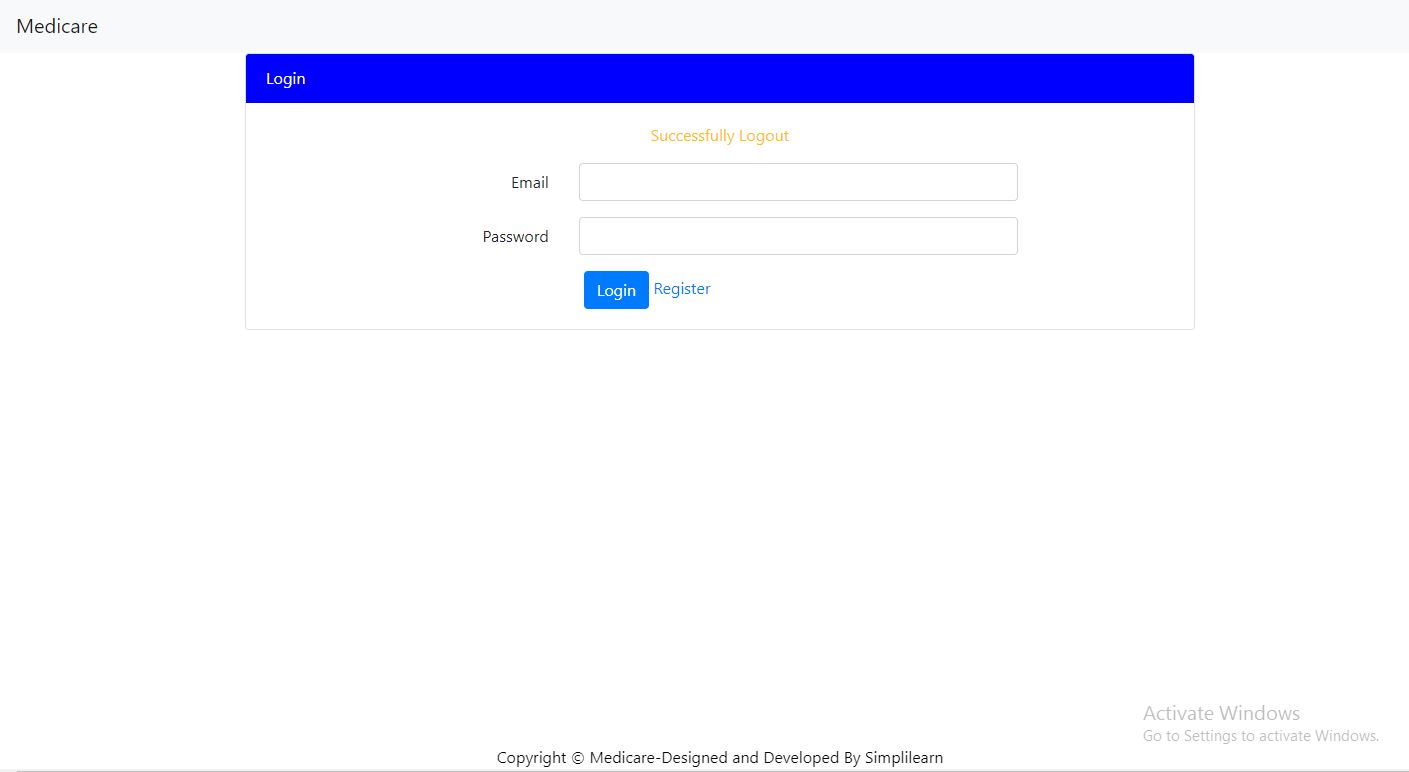 Medicare
Login
Successfully Logout
Email
Password
Login Register
Activate Windows
Go to Settings to activate Windows.
Copyright © Medicare-Designed and Developed By Simplilearn